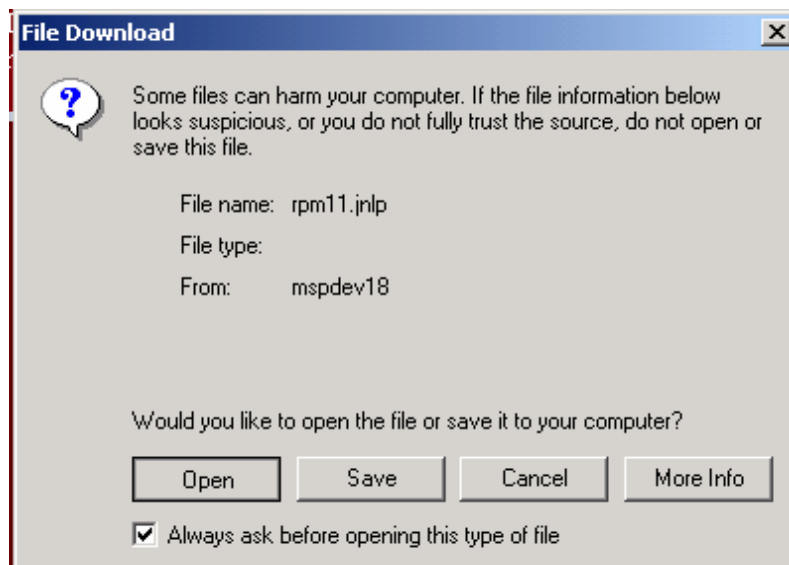 File Download
Some files can harm your computer. If the file information below
looks suspicious, or you do not fully trust the source, do not open or
save this file.
File name: rpm11.jnlp
File type:
From: mspdev18
Would you like to open the file or save it to your computer?
Open Save Cancel More Info
Always ask before opening this type of file